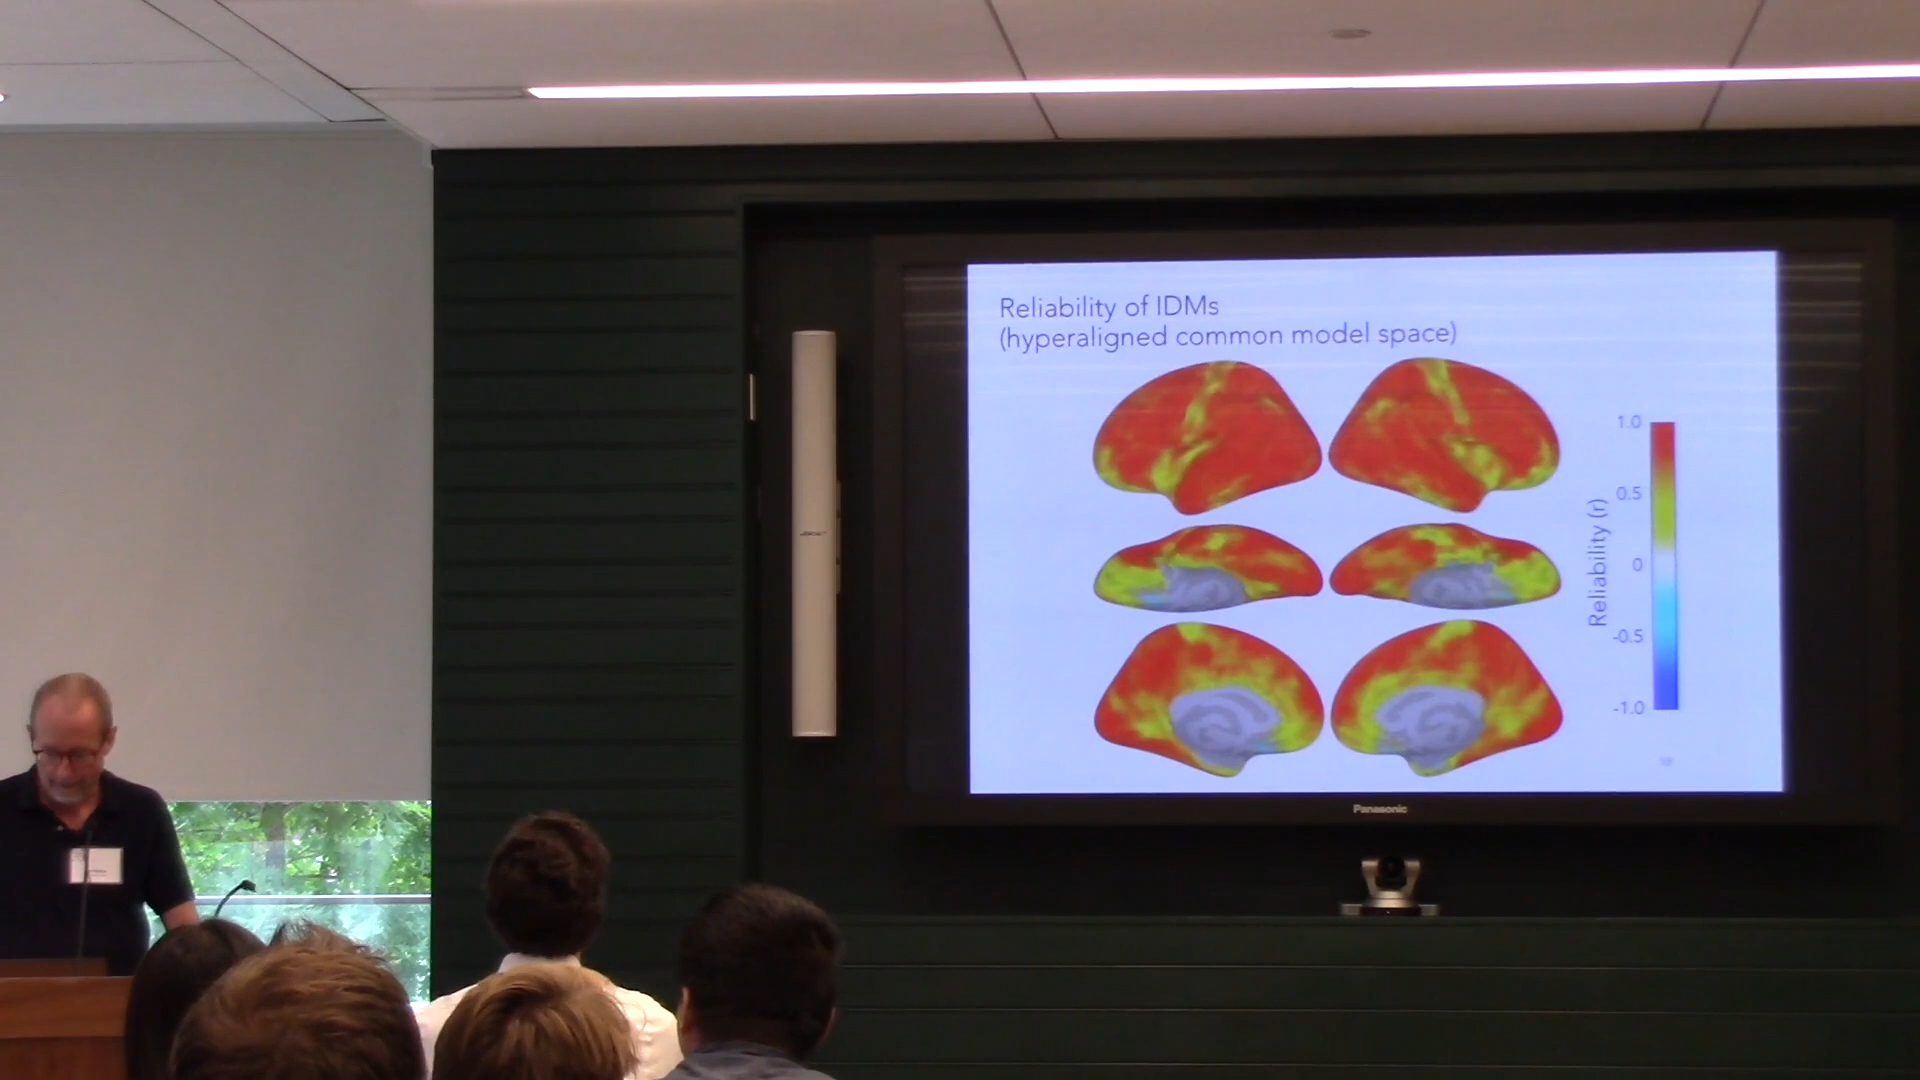 Reliability of IDMs
(hyperaligned common model space)
1.0
0.5
0
-0.5
-1.0
Reliability (r)
Panasonic